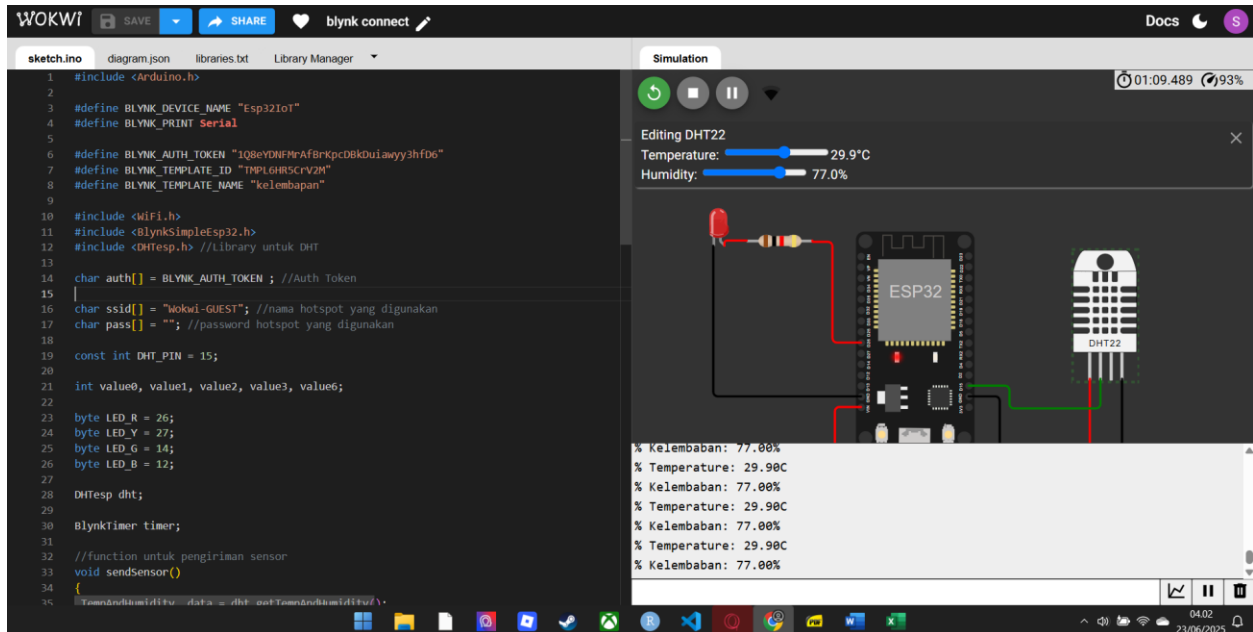 WOKWI SAVE SHARE blynk connect Docs S
sketch.ino diagram.json libraries.txt Library Manager
1 #include <Arduino.h>
2
3 #define BLYNK_DEVICE_NAME "Esp32IoT"
4 #define BLYNK_PRINT Serial
5
6 #define BLYNK_AUTH_TOKEN "1Q8eYDNFMrAfBrKpcDBkDuiawyy3hfD6"
7 #define BLYNK_TEMPLATE_ID "TMPL6HR5CrV2M"
8 #define BLYNK_TEMPLATE_NAME "kelembapan"
9
10 #include <WiFi.h>
11 #include <BlynkSimpleEsp32.h>
12 #include <DHTesp.h> //Library untuk DHT
13
14 char auth[] = BLYNK_AUTH_TOKEN ; //Auth Token
15
16 char ssid[] = "Wokwi-GUEST"; //nama hotspot yang digunakan
17 char pass[] = ""; //password hotspot yang digunakan
18
19 const int DHT_PIN = 15;
20
21 int value0, value1, value2, value3, value6;
22
23 byte LED_R = 26;
24 byte LED_Y = 27;
25 byte LED_G = 14;
26 byte LED_B = 12;
27
28 DHTesp dht;
29
30 BlynkTimer timer;
31
32 //function untuk pengiriman sensor
33 void sendSensor()
34 {
35 TempAndHumidity data = dht.getTempAndHumidity();
Simulation
01:09.489 93%
Editing DHT22
Temperature: 29.9°C
Humidity: 77.0%
ESP32
DHT22
% Kelembaban: 77.00%
% Temperature: 29.90C
% Kelembaban: 77.00%
% Temperature: 29.90C
% Kelembaban: 77.00%
% Temperature: 29.90C
% Kelembaban: 77.00%
04.02
23/06/2025